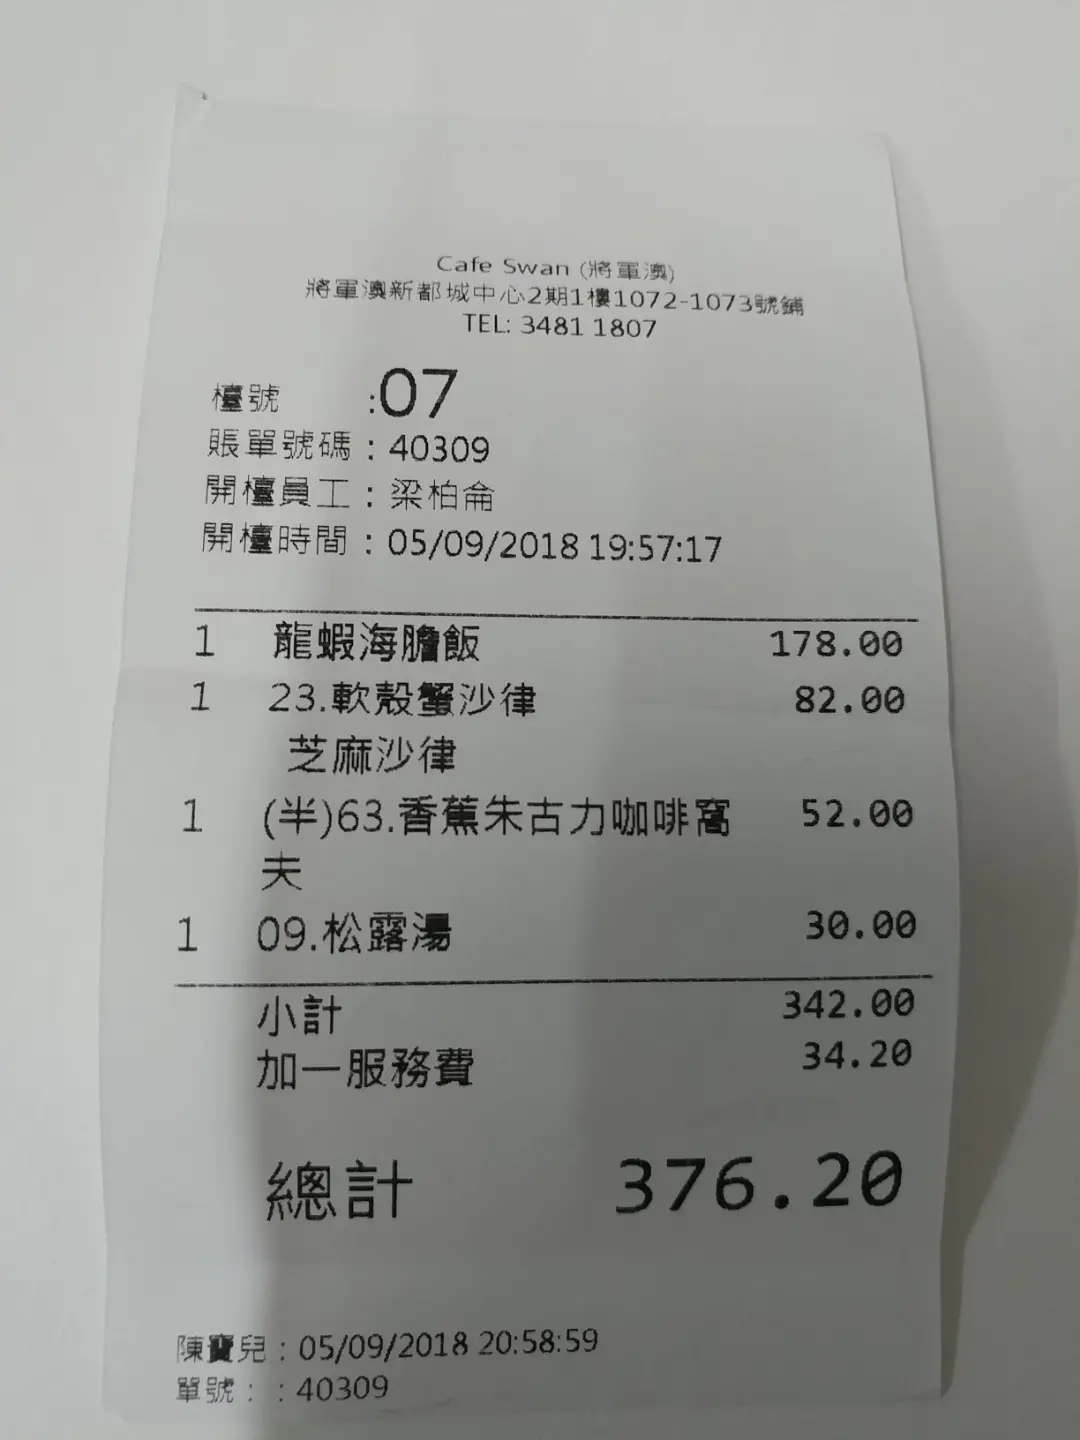 Cafe Swan (將軍澳)
將軍澳新都城中心2期1樓1072-1073號鋪
TEL: 3481 1807
檯號 :07
賬單號碼 : 40309
開檯員工 : 梁柏侖
開檯時間 : 05/09/2018 19:57:17
1 龍蝦海膽飯 178.00
1 23.軟殼蟹沙律 82.00
芝麻沙律
1 (半)63.香蕉朱古力咖啡窩 52.00
夫
1 09.松露湯 30.00
小計 342.00
加一服務費 34.20
總計 376.20
陳寶兒 : 05/09/2018 20:58:59
單號 : : 40309